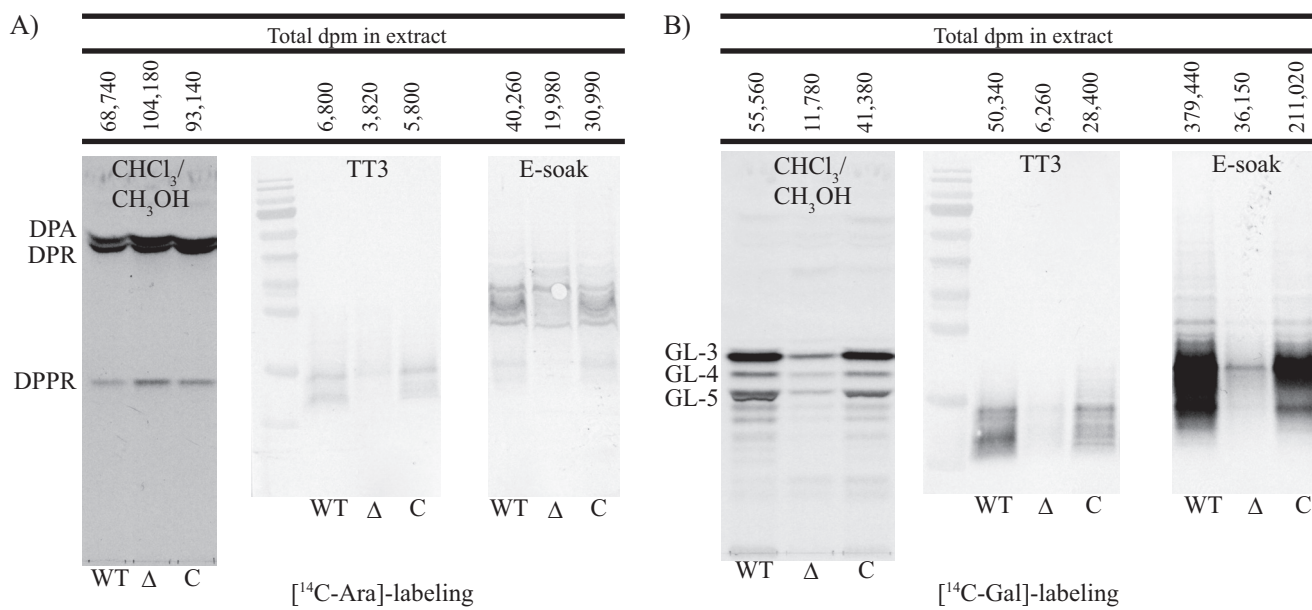 A)
Total dpm in extract
68,740
104,180
93,140
6,800
3,820
5,800
40,260
19,980
30,990
CHCl₃/
CH₃OH
TT3
E-soak
DPA
DPR
DPPR
WT Δ C
WT Δ C
WT Δ C
[¹⁴C-Ara]-labeling
B)
Total dpm in extract
55,560
11,780
41,380
50,340
6,260
28,400
379,440
36,150
211,020
CHCl₃/
CH₃OH
TT3
E-soak
GL-3
GL-4
GL-5
WT Δ C
WT Δ C
WT Δ C
[¹⁴C-Gal]-labeling